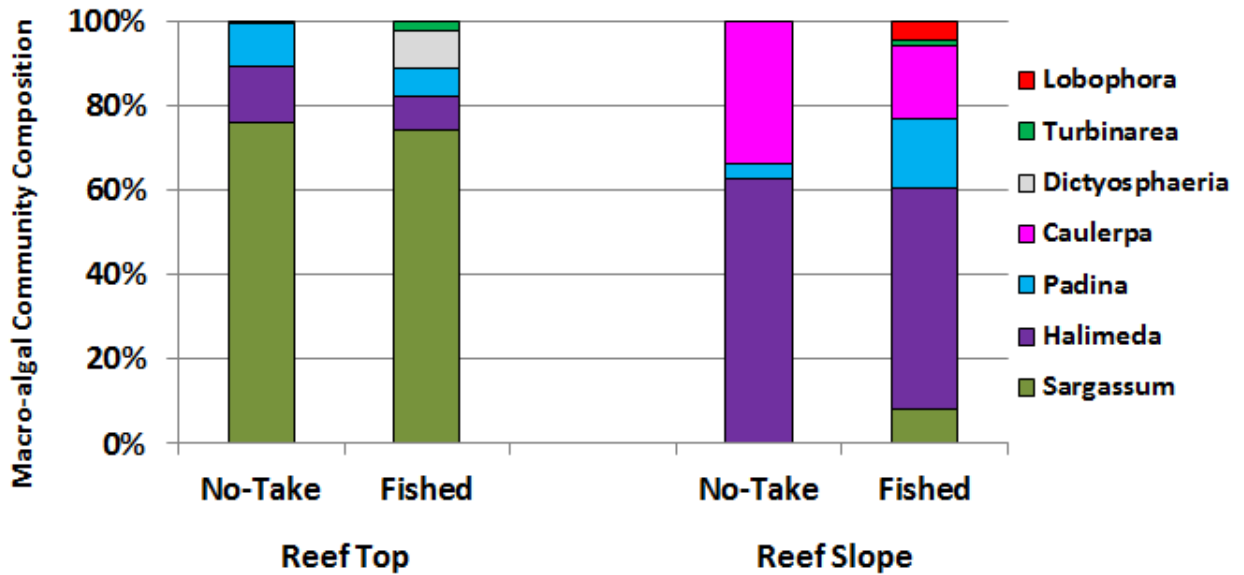 Macro-algal Community Composition
100%
80%
60%
40%
20%
0%
No-Take
Fished
No-Take
Fished
Reef Top
Reef Slope
Lobophora
Turbinarea
Dictyosphaeria
Caulerpa
Padina
Halimeda
Sargassum